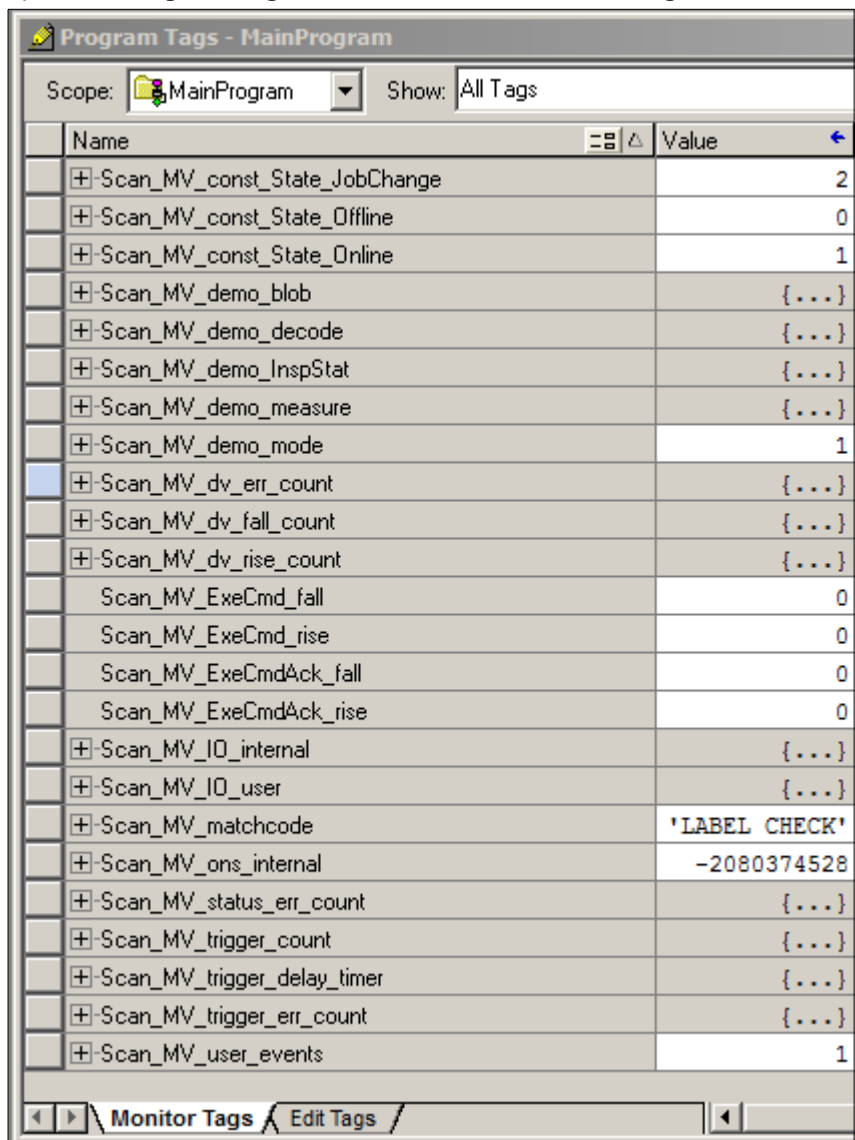 Program Tags - MainProgram
Scope: MainProgram Show: All Tags
Name Value
Scan_MV_const_State_JobChange 2
Scan_MV_const_State_Offline 0
Scan_MV_const_State_Online 1
Scan_MV_demo_blob {...}
Scan_MV_demo_decode {...}
Scan_MV_demo_InspStat {...}
Scan_MV_demo_measure {...}
Scan_MV_demo_mode 1
Scan_MV_dv_err_count {...}
Scan_MV_dv_fall_count {...}
Scan_MV_dv_rise_count {...}
Scan_MV_ExeCmd_fall 0
Scan_MV_ExeCmd_rise 0
Scan_MV_ExeCmdAck_fall 0
Scan_MV_ExeCmdAck_rise 0
Scan_MV_IO_internal {...}
Scan_MV_IO_user {...}
Scan_MV_matchcode 'LABEL CHECK'
Scan_MV_ons_internal -2080374528
Scan_MV_status_err_count {...}
Scan_MV_trigger_count {...}
Scan_MV_trigger_delay_timer {...}
Scan_MV_trigger_err_count {...}
Scan_MV_user_events 1
Monitor Tags Edit Tags